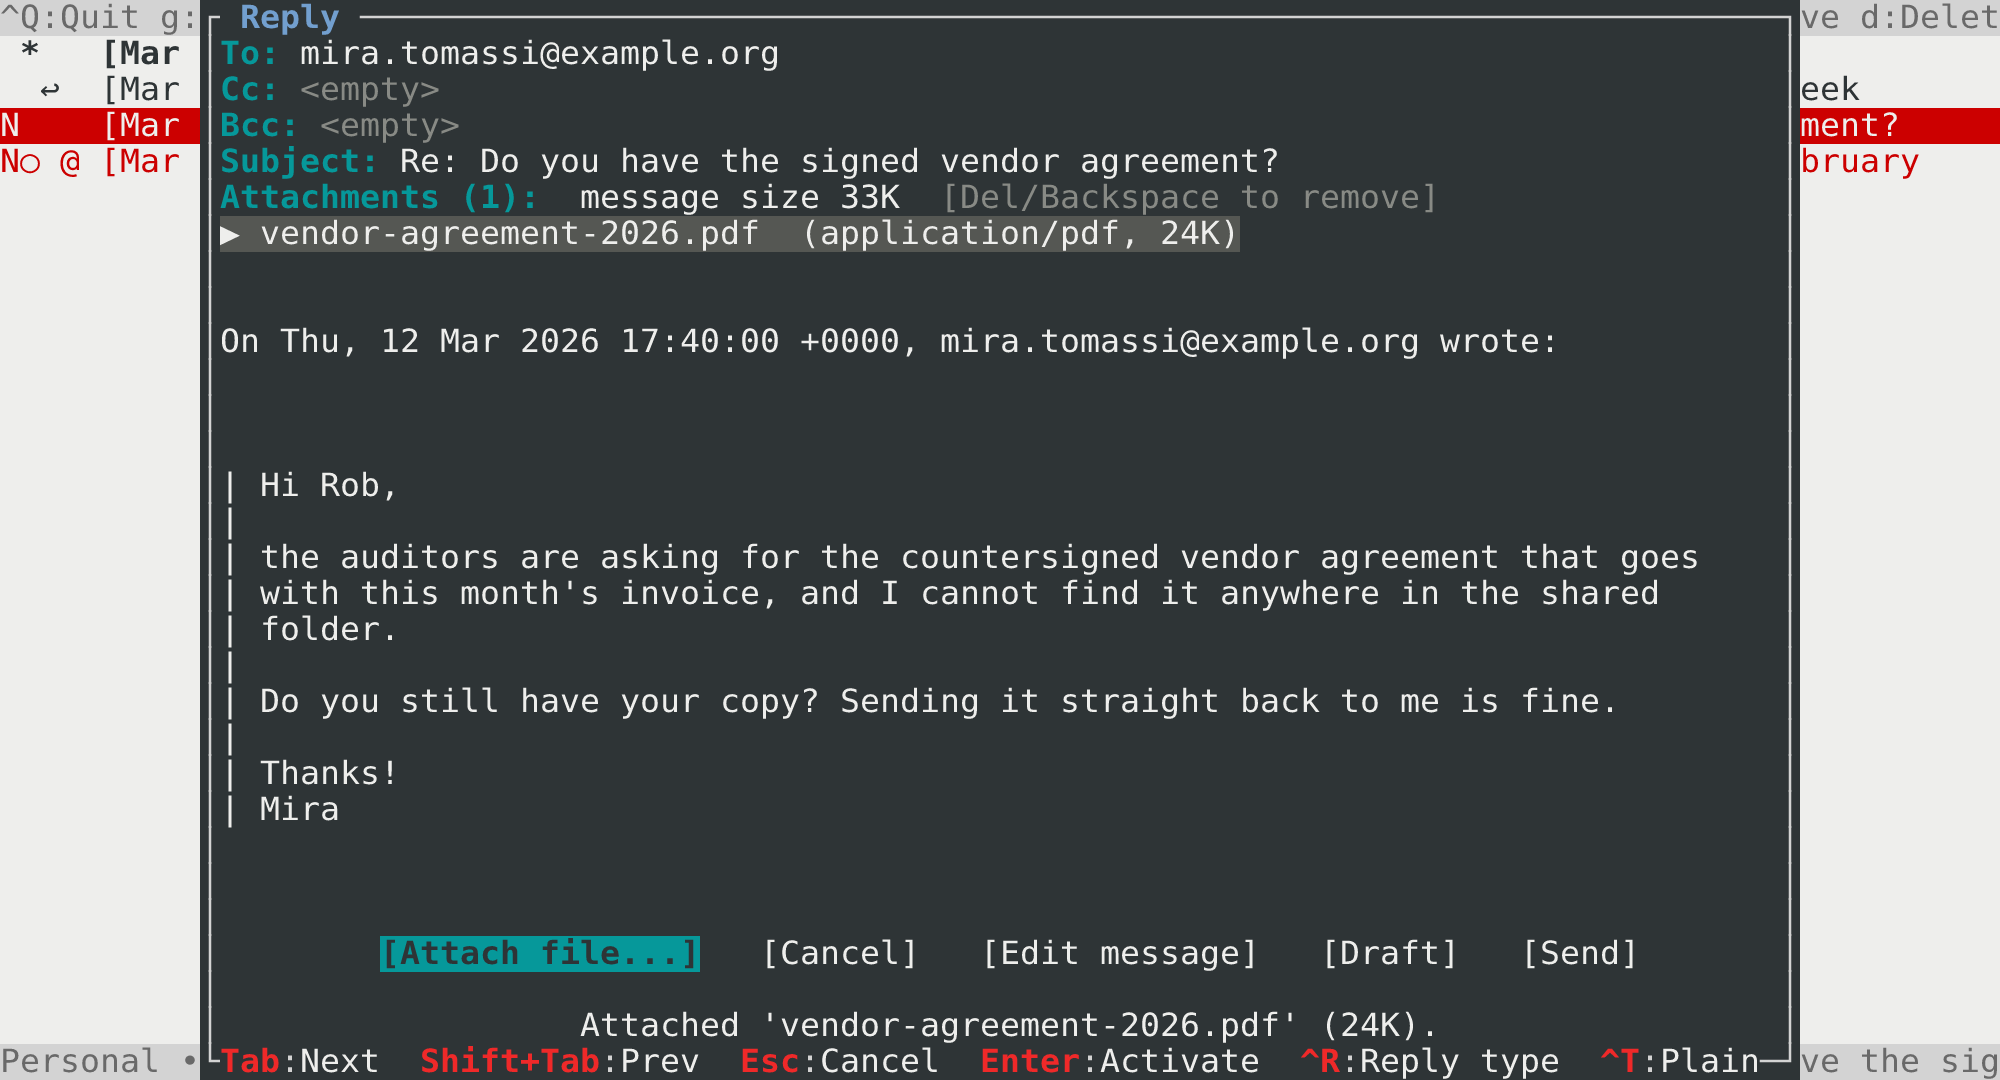 ^Q:Quit g: Reply ve d:Delet
* [Mar To: mira.tomassi@example.org
↩ [Mar Cc: <empty> eek
N [Mar Bcc: <empty> ment?
N○ @ [Mar Subject: Re: Do you have the signed vendor agreement? bruary
Attachments (1): message size 33K [Del/Backspace to remove]
▶ vendor-agreement-2026.pdf (application/pdf, 24K)
On Thu, 12 Mar 2026 17:40:00 +0000, mira.tomassi@example.org wrote:
| Hi Rob,
|
| the auditors are asking for the countersigned vendor agreement that goes
| with this month's invoice, and I cannot find it anywhere in the shared
| folder.
|
| Do you still have your copy? Sending it straight back to me is fine.
|
| Thanks!
| Mira
[Attach file...] [Cancel] [Edit message] [Draft] [Send]
Attached 'vendor-agreement-2026.pdf' (24K).
Personal • Tab:Next Shift+Tab:Prev Esc:Cancel Enter:Activate ^R:Reply type ^T:Plain ve the sig